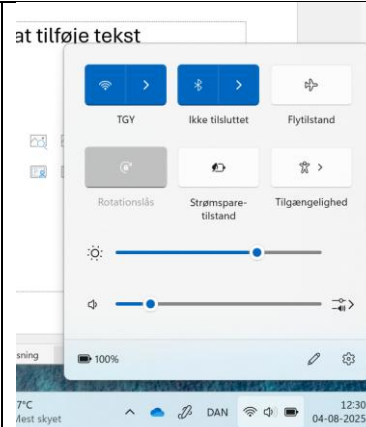 at tilføje tekst
TGY
Ikke tilsluttet
Flytilstand
Rotationslås
Strømspare-
tilstand
Tilgængelighed
100%
sning
7°C
Mest skyet
DAN
12:30
04-08-2025